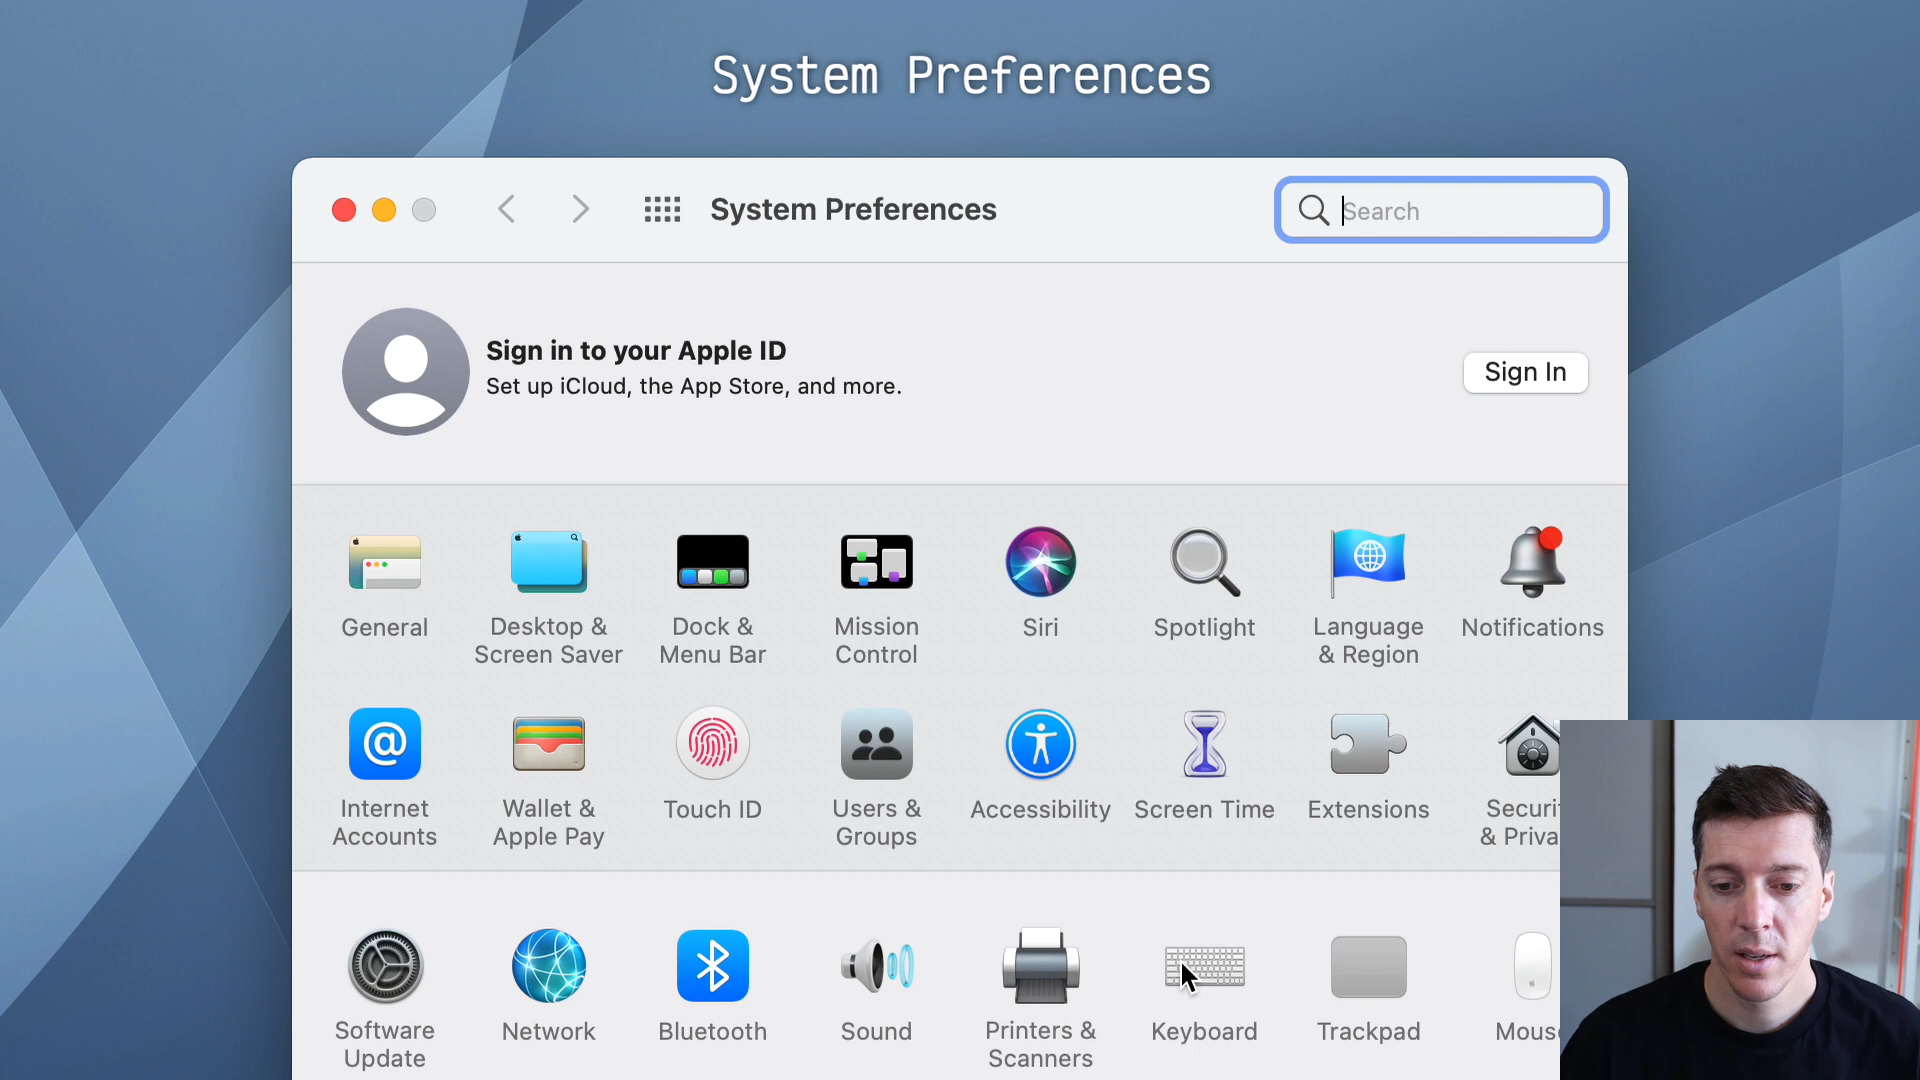 System Preferences
System Preferences
Search
Sign in to your Apple ID
Set up iCloud, the App Store, and more.
Sign In
General
Desktop &
Screen Saver
Dock &
Menu Bar
Mission
Control
Siri
Spotlight
Language
& Region
Notifications
Internet
Accounts
Wallet &
Apple Pay
Touch ID
Users &
Groups
Accessibility
Screen Time
Extensions
Securi
& Priva
Software
Update
Network
Bluetooth
Sound
Printers &
Scanners
Keyboard
Trackpad
Mous